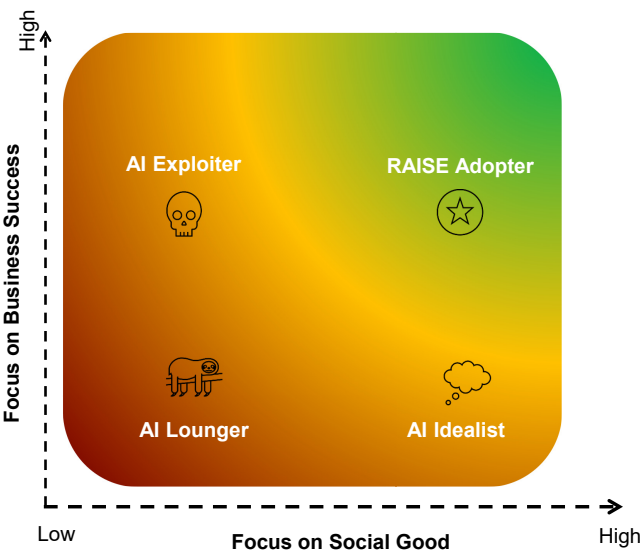 High
AI Exploiter
RAISE Adopter
Focus on Business Success
AI Lounger
AI Idealist
Low
Focus on Social Good
High